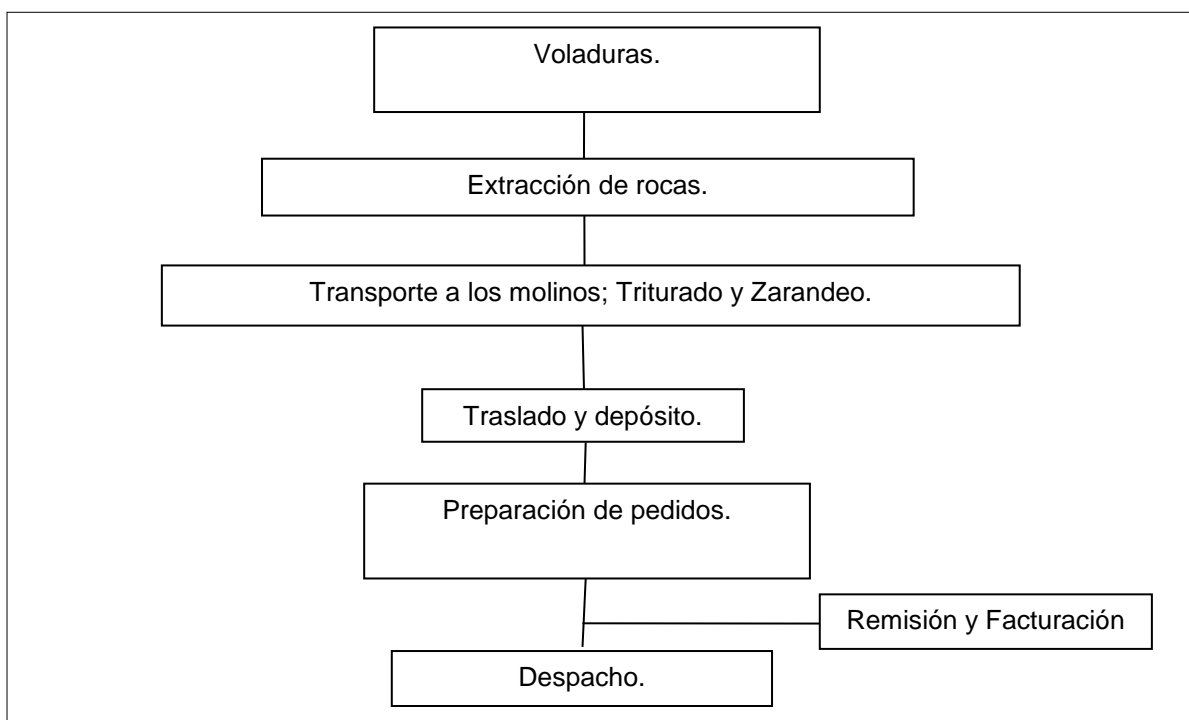 Voladuras.
Extracción de rocas.
Transporte a los molinos; Triturado y Zarandeo.
Traslado y depósito.
Preparación de pedidos.
Remisión y Facturación
Despacho.